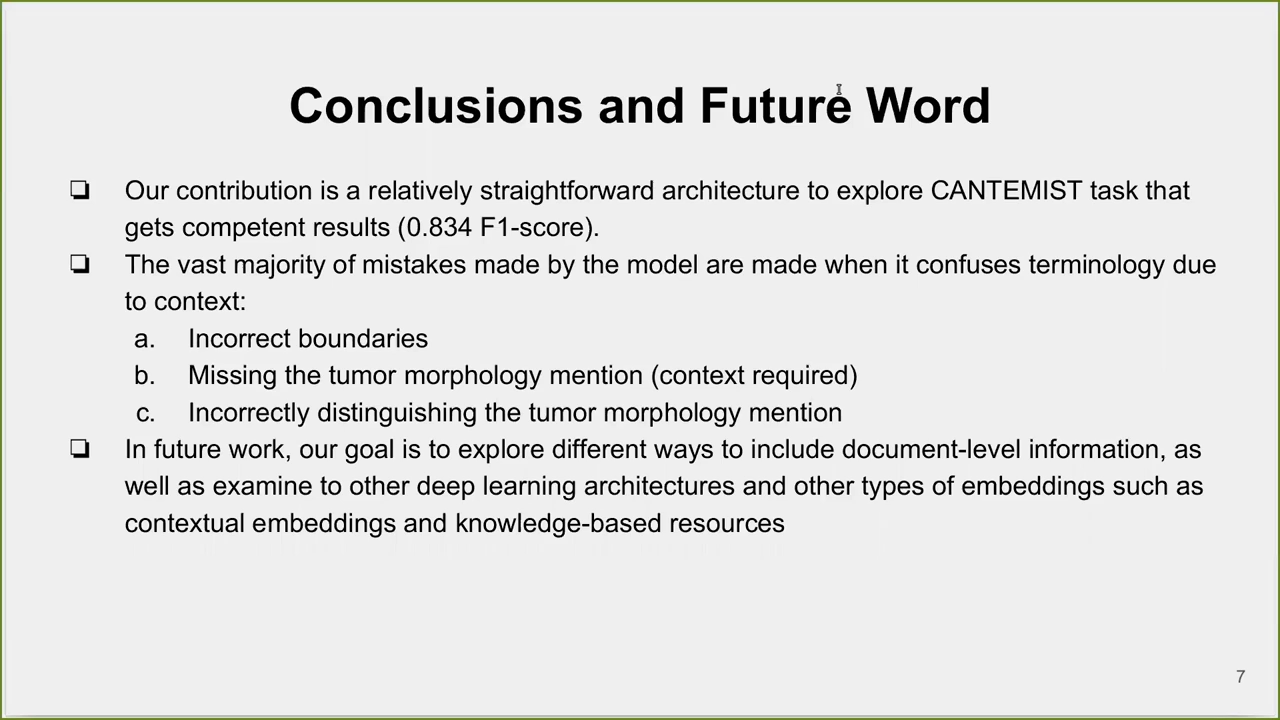 Conclusions and Future Word
❏ Our contribution is a relatively straightforward architecture to explore CANTEMIST task that
gets competent results (0.834 F1-score).
❏ The vast majority of mistakes made by the model are made when it confuses terminology due
to context:
a. Incorrect boundaries
b. Missing the tumor morphology mention (context required)
c. Incorrectly distinguishing the tumor morphology mention
❏ In future work, our goal is to explore different ways to include document-level information, as
well as examine to other deep learning architectures and other types of embeddings such as
contextual embeddings and knowledge-based resources
7